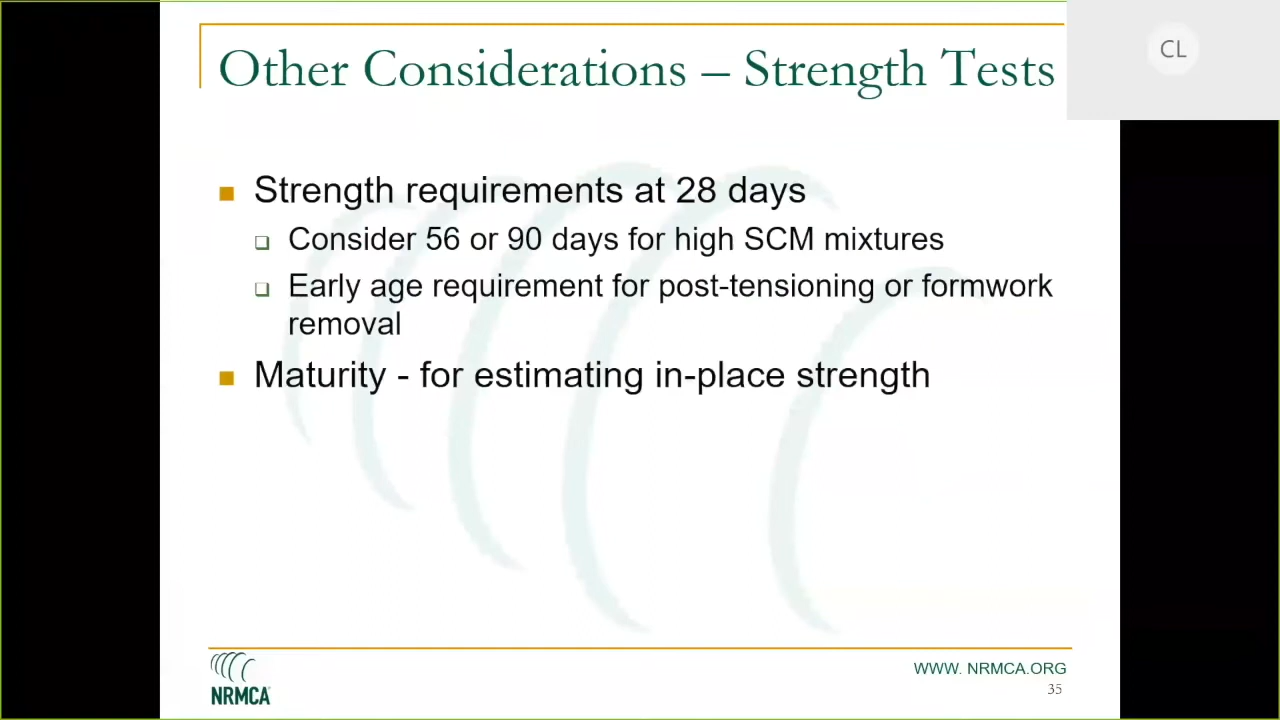 Other Considerations – Strength Tests
CL
Strength requirements at 28 days
Consider 56 or 90 days for high SCM mixtures
Early age requirement for post-tensioning or formwork
removal
Maturity - for estimating in-place strength
NRMCA
WWW. NRMCA.ORG
35